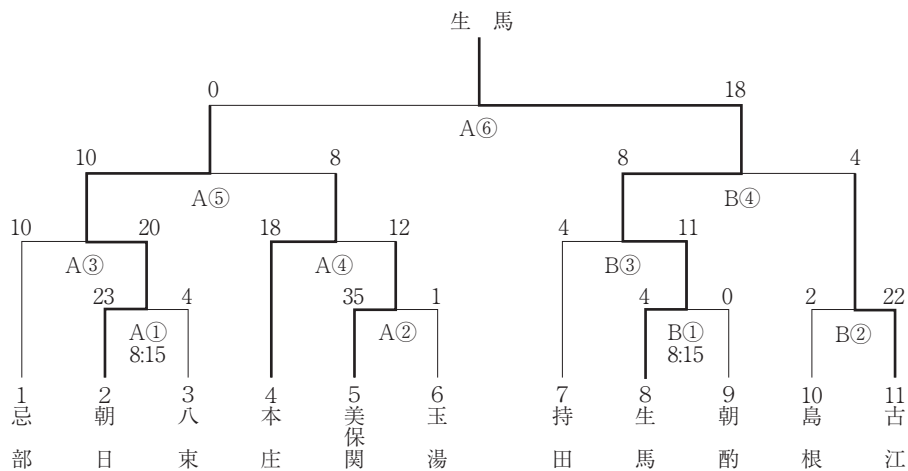 生 馬
0 18
A⑥
10 8 8 4
A⑤ B④
10 20 18 12 4 11
A③ A④ B③
23 4 35 1 4 0 2 22
A① A② B① B②
8:15 8:15
1 2 3 4 5 6 7 8 9 10 11
忌部 朝日 八束 本庄 美保関 玉湯 持田 生馬 朝酌 島根 古江